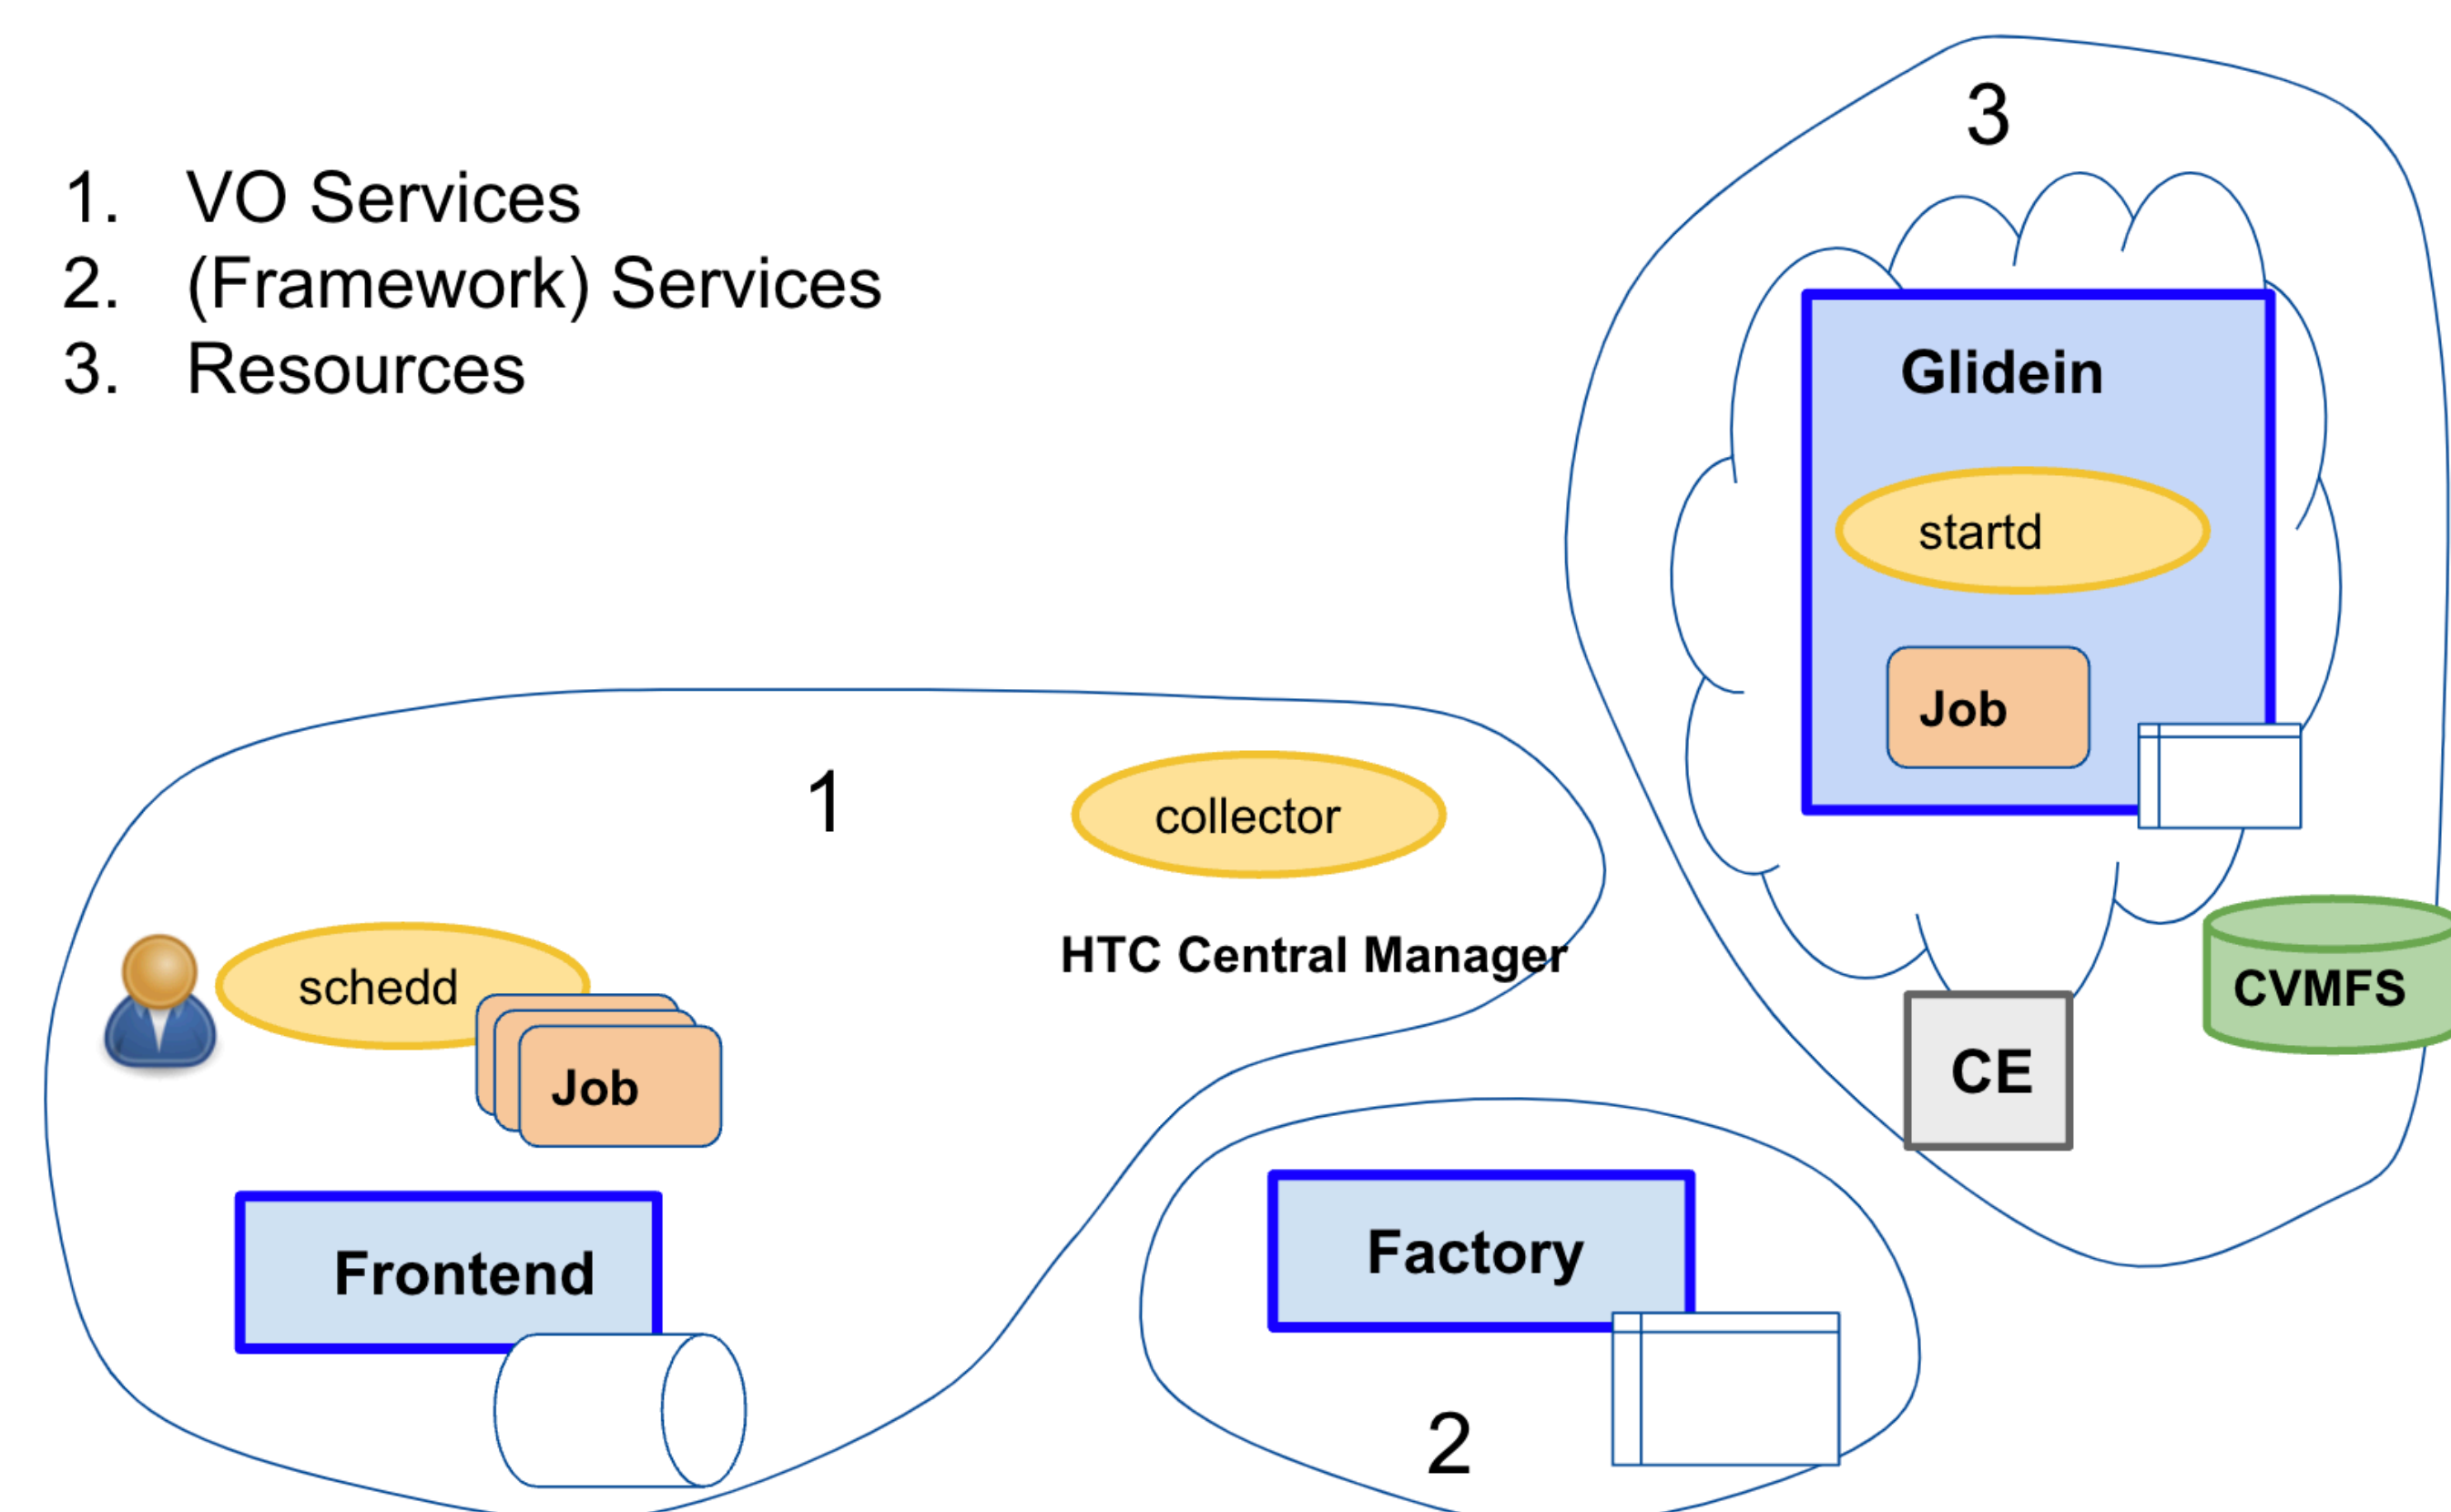 1. VO Services
2. (Framework) Services
3. Resources
3
Glidein
startd
Job
1
collector
HTC Central Manager
schedd
Job
CVMFS
CE
Frontend
Factory
2